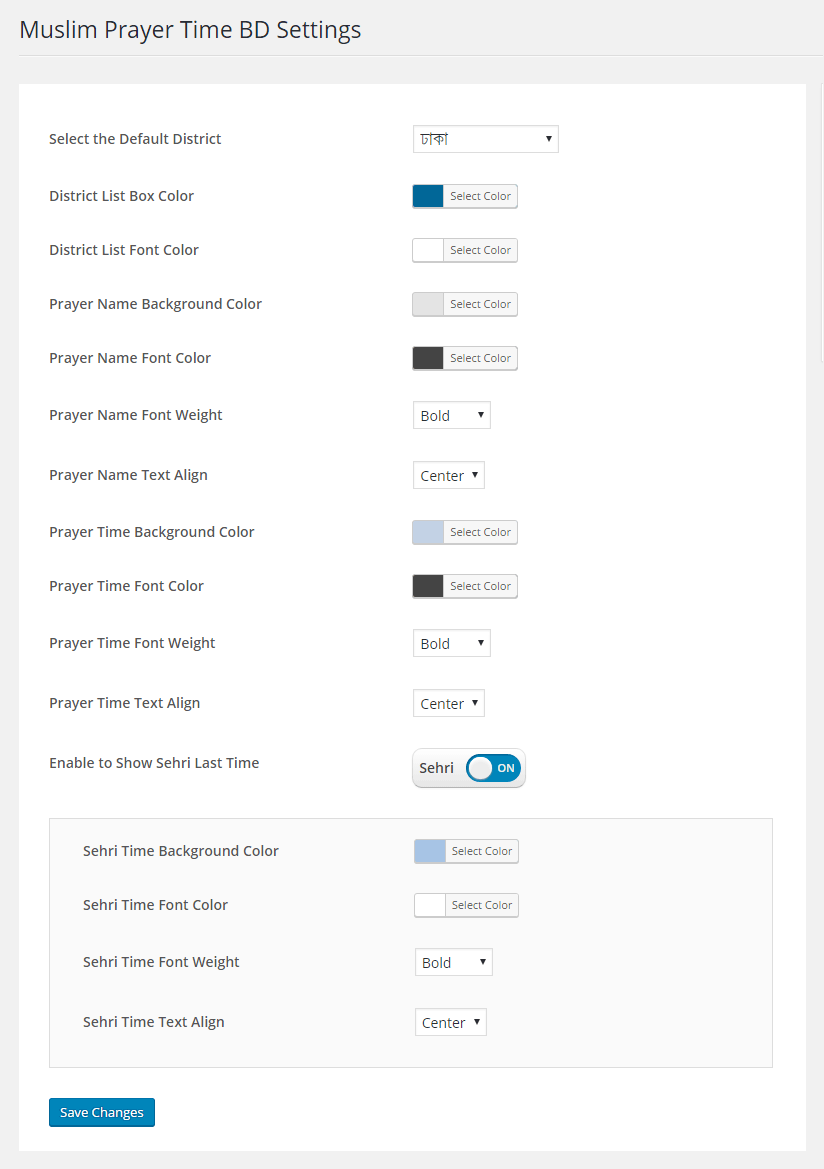 Muslim Prayer Time BD Settings
Select the Default District ঢাকা
District List Box Color Select Color
District List Font Color Select Color
Prayer Name Background Color Select Color
Prayer Name Font Color Select Color
Prayer Name Font Weight Bold
Prayer Name Text Align Center
Prayer Time Background Color Select Color
Prayer Time Font Color Select Color
Prayer Time Font Weight Bold
Prayer Time Text Align Center
Enable to Show Sehri Last Time Sehri ON
Sehri Time Background Color Select Color
Sehri Time Font Color Select Color
Sehri Time Font Weight Bold
Sehri Time Text Align Center
Save Changes